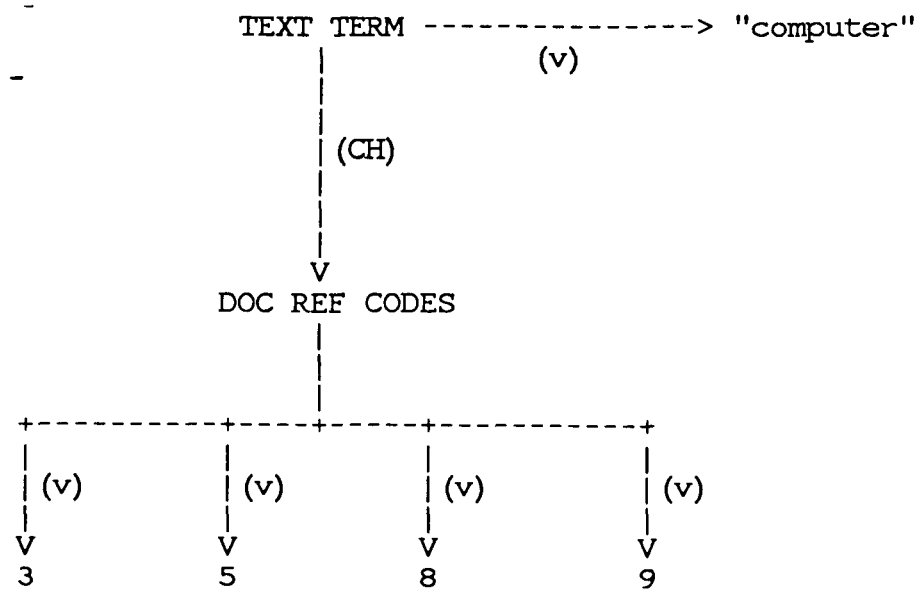 TEXT TERM -------------> "computer"
(v)
(CH)
V
DOC REF CODES
+---------+----+-----+----------+
(v) (v) (v) (v)
V V V V
3 5 8 9